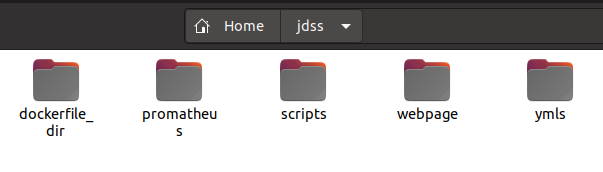 Home jdss
dockerfile_
dir
promatheu
s
scripts
webpage
ymls